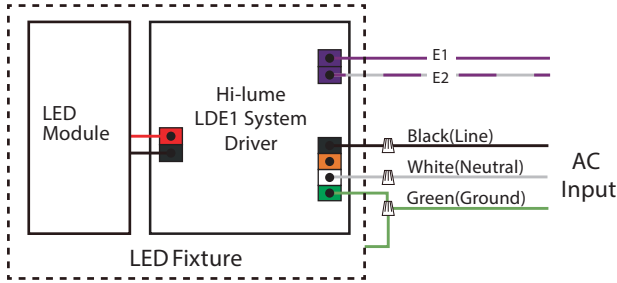 LED
Module
Hi-lume
LDE1 System
Driver
E1
E2
Black(Line)
White(Neutral)
Green(Ground)
AC
Input
LED Fixture